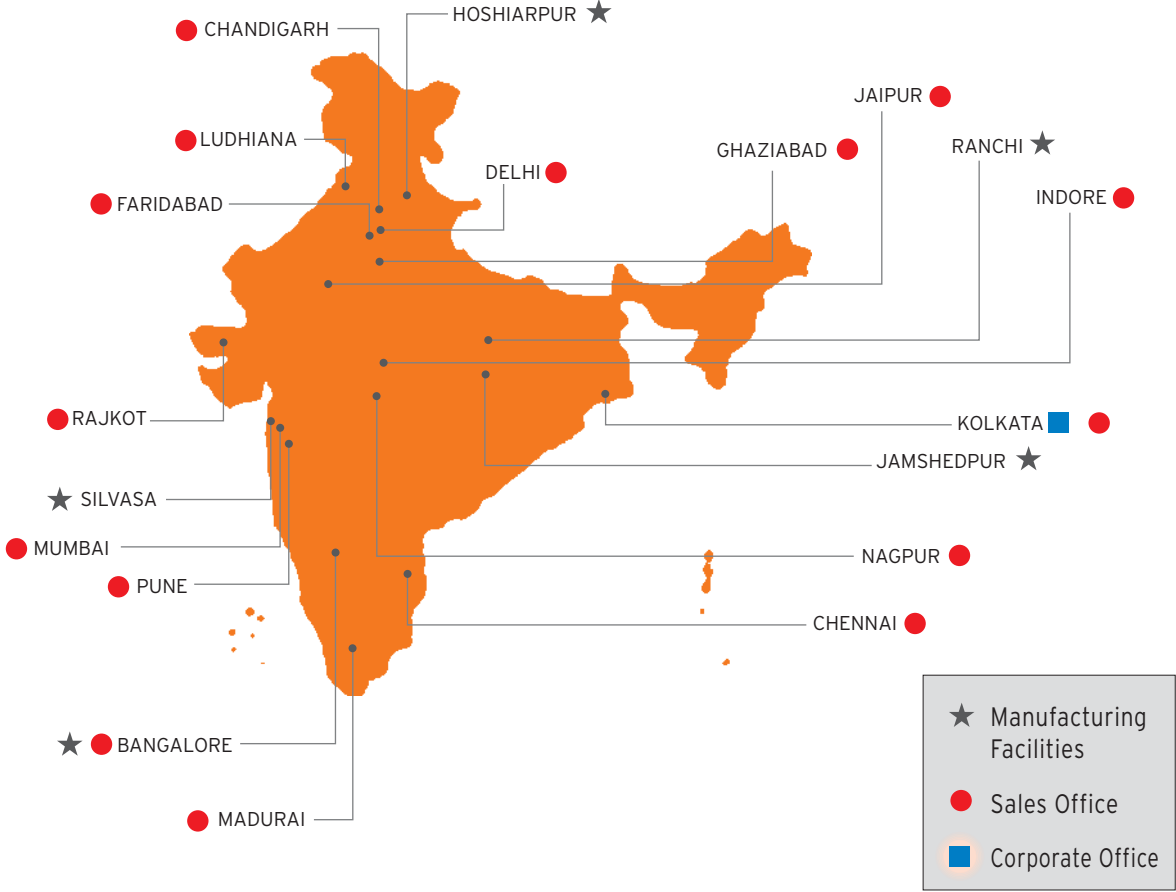 HOSHIARPUR
CHANDIGARH
JAIPUR
LUDHIANA
RANCHI
GHAZIABAD
DELHI
INDORE
FARIDABAD
RAJKOT
KOLKATA
JAMSHEDPUR
SILVASA
MUMBAI
NAGPUR
PUNE
CHENNAI
BANGALORE
MADURAI
Manufacturing
Facilities
Sales Office
Corporate Office